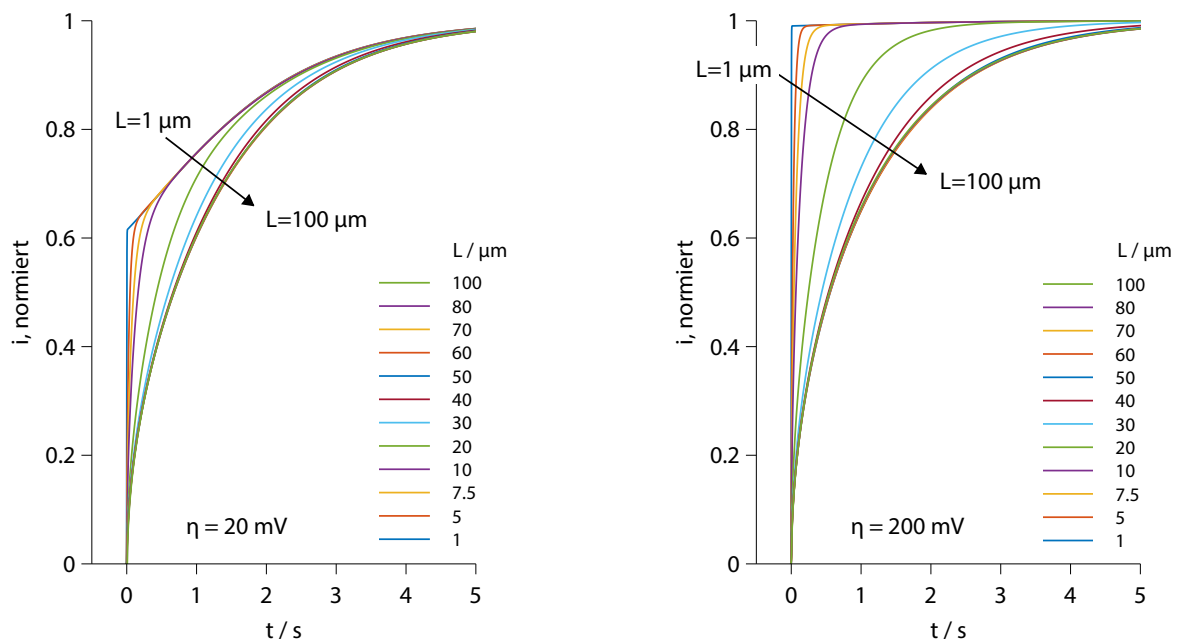 i, normiert
1
0.8
0.6
0.4
0.2
0
L=1 µm
L=100 µm
L / µm
100
80
70
60
50
40
30
20
10
7.5
5
1
η = 20 mV
0 1 2 3 4 5
t / s
i, normiert
1
0.8
0.6
0.4
0.2
0
L=1 µm
L=100 µm
L / µm
100
80
70
60
50
40
30
20
10
7.5
5
1
η = 200 mV
0 1 2 3 4 5
t / s